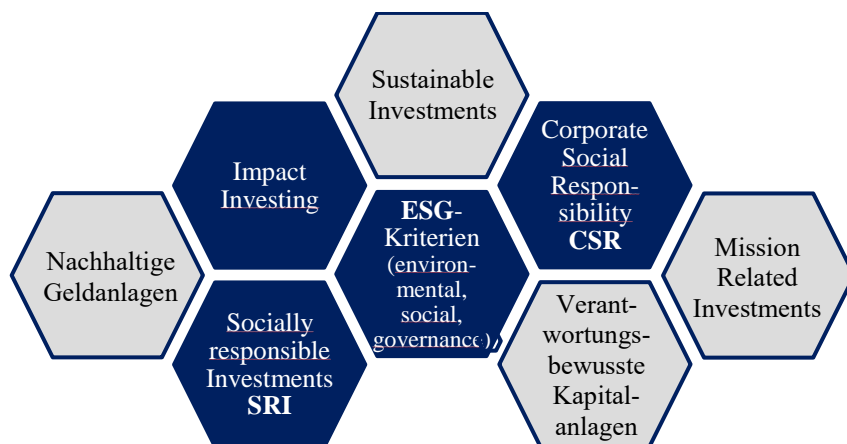 Sustainable
Investments
Impact
Investing
Corporate
Social
Respon-
sibility
CSR
Nachhaltige
Geldanlagen
ESG-
Kriterien
(environ-
mental,
social,
governance)
Mission
Related
Investments
Socially
responsible
Investments
SRI
Verant-
wortungs-
bewusste
Kapital-
anlagen